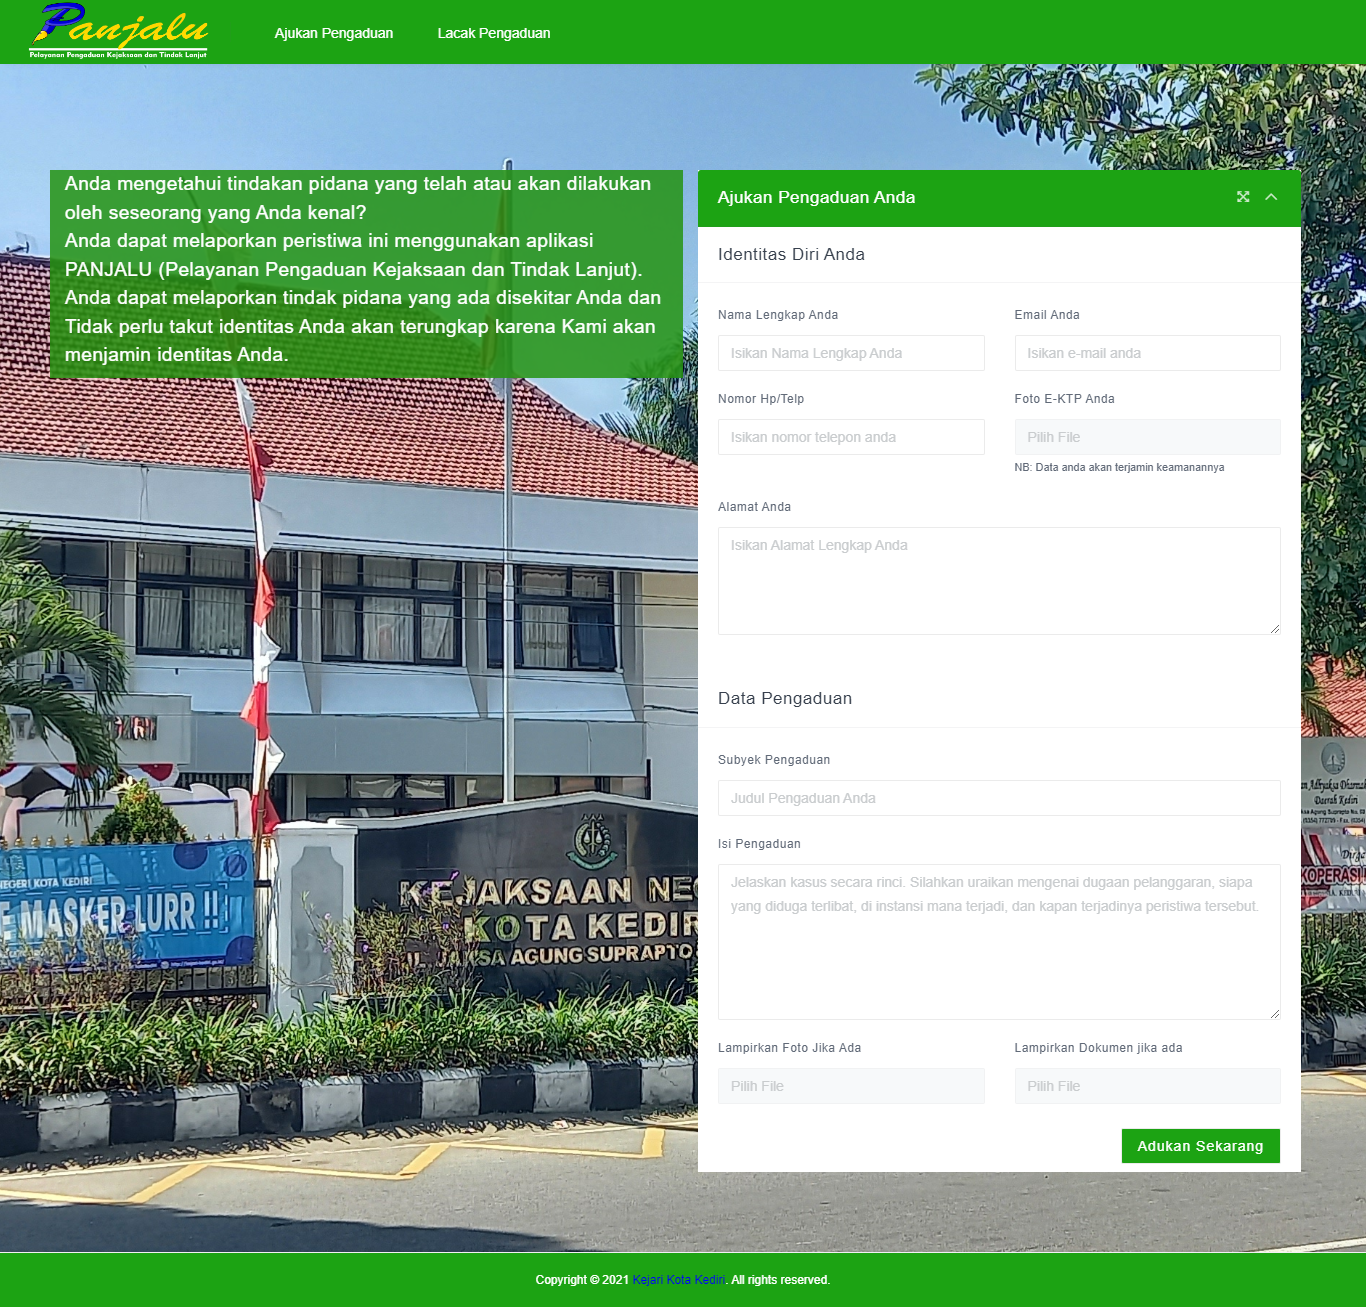 Panjalu
Pelayanan Pengaduan Kejaksaan dan Tindak Lanjut
Ajukan Pengaduan
Lacak Pengaduan
Anda mengetahui tindakan pidana yang telah atau akan dilakukan
oleh seseorang yang Anda kenal?
Anda dapat melaporkan peristiwa ini menggunakan aplikasi
PANJALU (Pelayanan Pengaduan Kejaksaan dan Tindak Lanjut).
Anda dapat melaporkan tindak pidana yang ada disekitar Anda dan
Tidak perlu takut identitas Anda akan terungkap karena Kami akan
menjamin identitas Anda.
Ajukan Pengaduan Anda
Identitas Diri Anda
Nama Lengkap Anda
Email Anda
Isikan Nama Lengkap Anda
Isikan e-mail anda
Nomor Hp/Telp
Foto E-KTP Anda
Isikan nomor telepon anda
Pilih File
NB: Data anda akan terjamin keamanannya
Alamat Anda
Isikan Alamat Lengkap Anda
Data Pengaduan
Subyek Pengaduan
Judul Pengaduan Anda
Isi Pengaduan
Jelaskan kasus secara rinci. Silahkan uraikan mengenai dugaan pelanggaran, siapa
yang diduga terlibat, di instansi mana terjadi, dan kapan terjadinya peristiwa tersebut.
Lampirkan Foto Jika Ada
Lampirkan Dokumen jika ada
Pilih File
Pilih File
Adukan Sekarang
NEGERI KOTA KEDIRI
E MASKER LURR !!
KEJAKSAAN NEG
KOTA KEDIR
JL. JAKSA AGUNG SUPRAPTO
an Adhyaksa Dharmak
Daerah Kediri
KOPERASI
Copyright © 2021 Kejari Kota Kediri. All rights reserved.